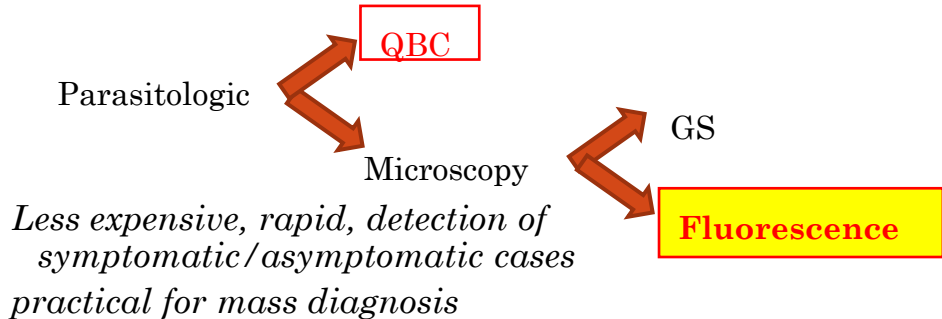 QBC
Parasitologic
GS
Microscopy
Fluorescence
Less expensive, rapid, detection of
symptomatic/asymptomatic cases
practical for mass diagnosis